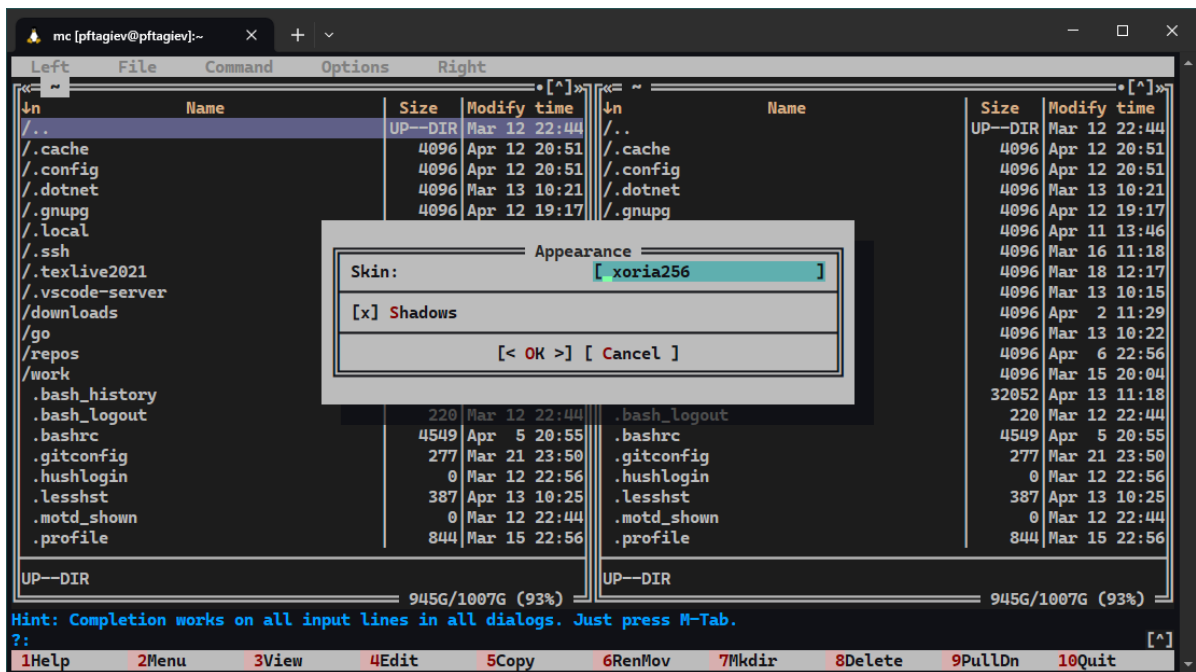 mc [pftagiev@pftagiev]:~
Left File Command Options Right
«= ~ •[^]» «= ~ •[^]»
↓n Name Size Modify time ↓n Name Size Modify time
/.. UP--DIR Mar 12 22:44 /.. UP--DIR Mar 12 22:44
/.cache 4096 Apr 12 20:51 /.cache 4096 Apr 12 20:51
/.config 4096 Apr 12 20:51 /.config 4096 Apr 12 20:51
/.dotnet 4096 Mar 13 10:21 /.dotnet 4096 Mar 13 10:21
/.gnupg 4096 Apr 12 19:17 /.gnupg 4096 Apr 12 19:17
/.local 4096 Apr 11 13:46
/.ssh Appearance 4096 Mar 16 11:18
/.texlive2021 Skin: [ xoria256 ] 4096 Mar 18 12:17
/.vscode-server 4096 Mar 13 10:15
/downloads [x] Shadows 4096 Apr 2 11:29
/go 4096 Mar 13 10:22
/repos [< OK >] [ Cancel ] 4096 Apr 6 22:56
/work 4096 Mar 15 20:04
.bash_history 32052 Apr 13 11:18
.bash_logout 220 Mar 12 22:44 .bash_logout 220 Mar 12 22:44
.bashrc 4549 Apr 5 20:55 .bashrc 4549 Apr 5 20:55
.gitconfig 277 Mar 21 23:50 .gitconfig 277 Mar 21 23:50
.hushlogin 0 Mar 12 22:56 .hushlogin 0 Mar 12 22:56
.lesshst 387 Apr 13 10:25 .lesshst 387 Apr 13 10:25
.motd_shown 0 Mar 12 22:44 .motd_shown 0 Mar 12 22:44
.profile 844 Mar 15 22:56 .profile 844 Mar 15 22:56
UP--DIR UP--DIR
945G/1007G (93%) 945G/1007G (93%)
Hint: Completion works on all input lines in all dialogs. Just press M-Tab.
?: [^]
1Help 2Menu 3View 4Edit 5Copy 6RenMov 7Mkdir 8Delete 9PullDn 10Quit